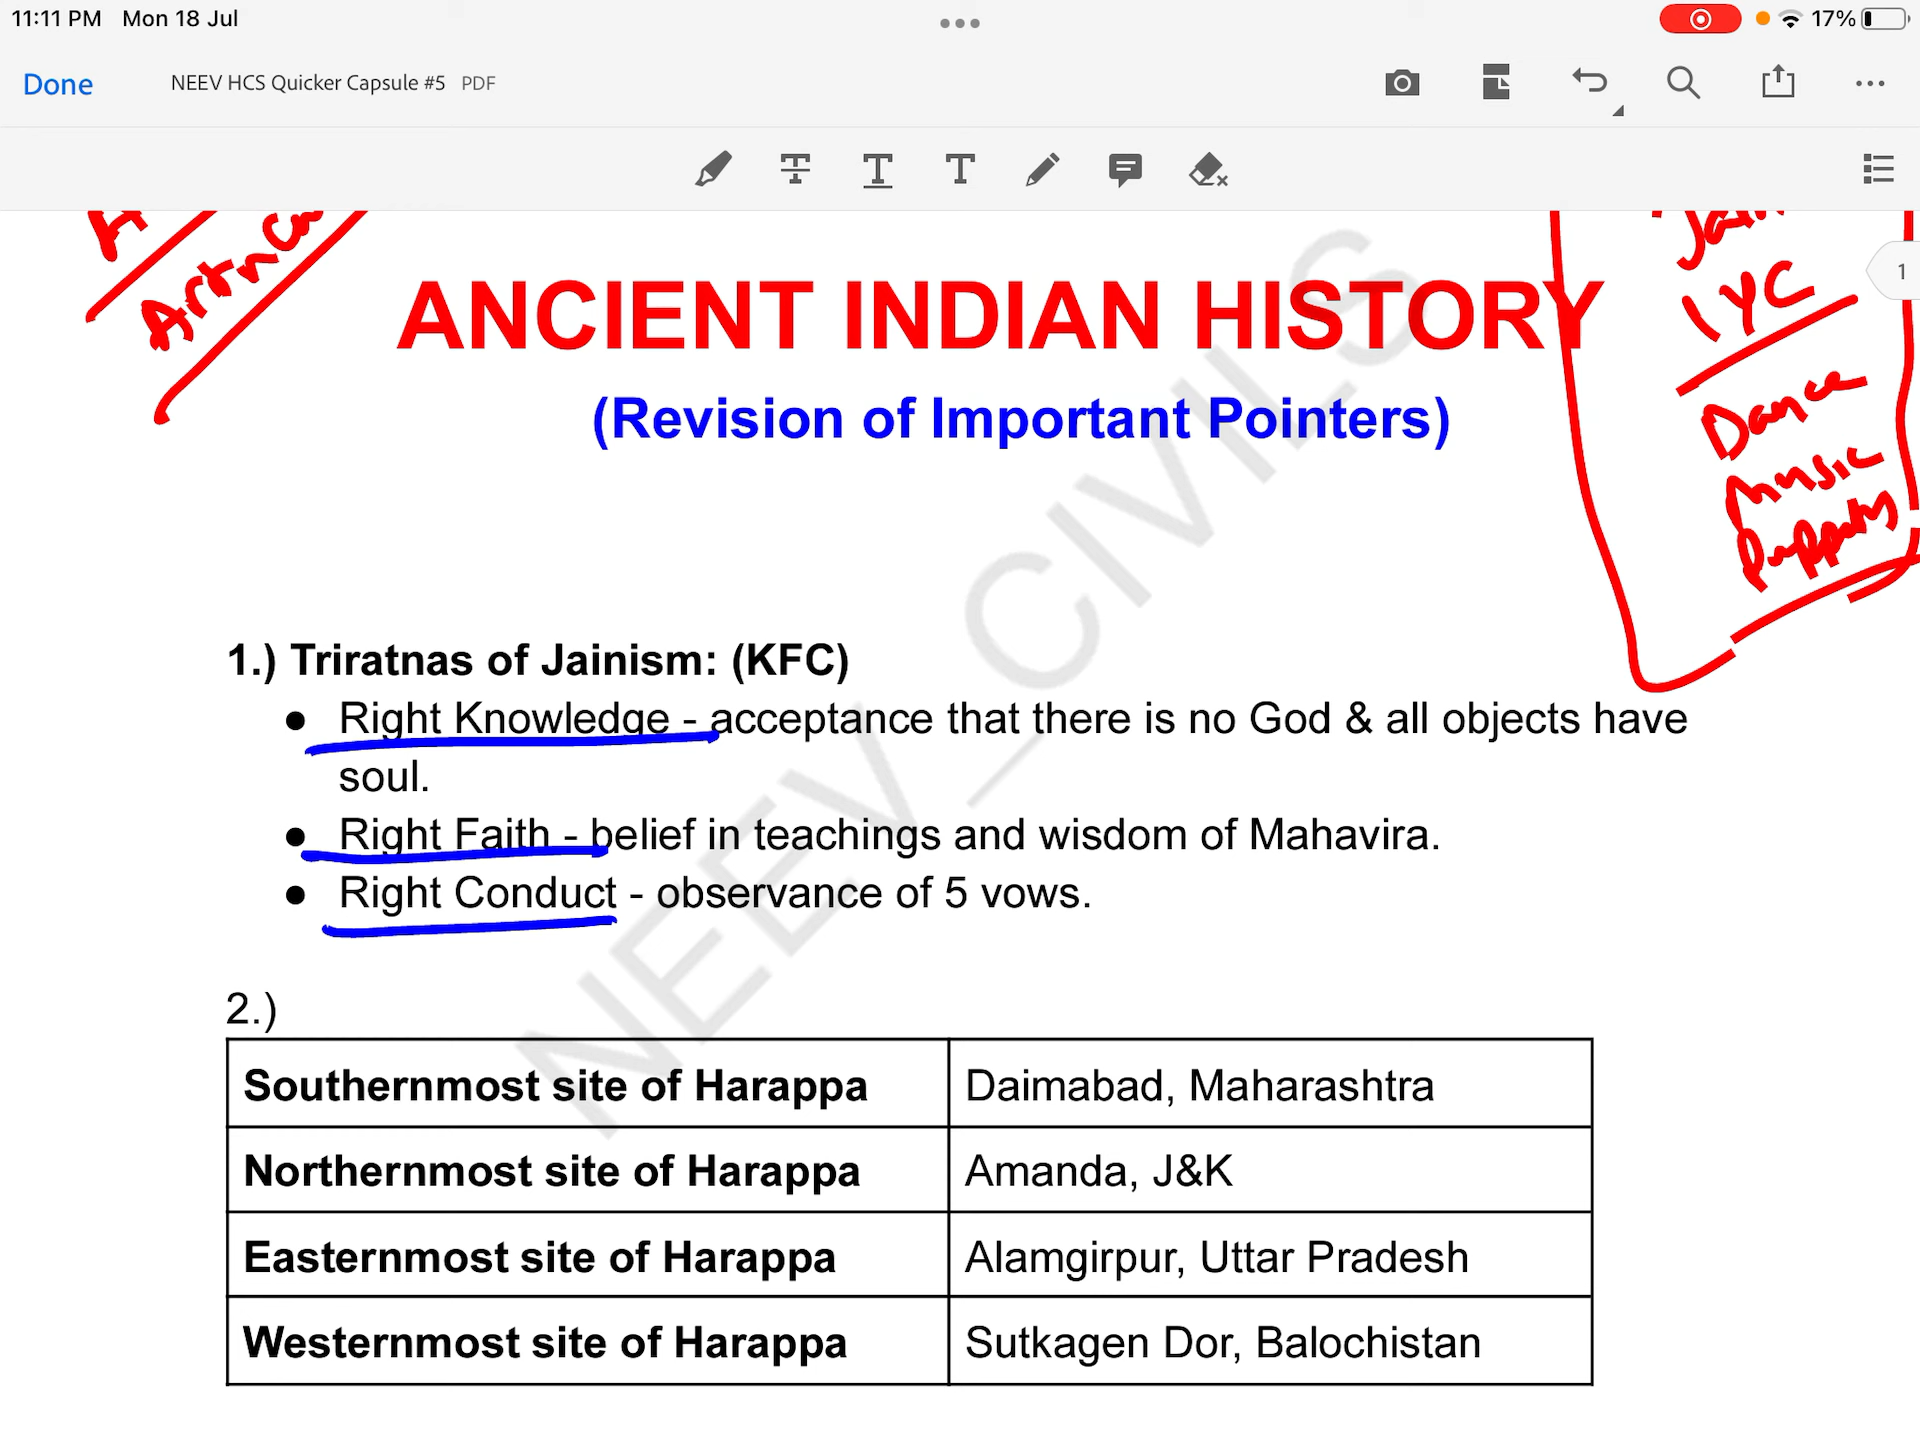 11:11 PM Mon 18 Jul
17%
Done
NEEV HCS Quicker Capsule #5 PDF
1
ANCIENT INDIAN HISTORY
(Revision of Important Pointers)
IYC
Dance
Music
Puppetry
1.) Triratnas of Jainism: (KFC)
● Right Knowledge - acceptance that there is no God & all objects have
soul.
● Right Faith - belief in teachings and wisdom of Mahavira.
● Right Conduct - observance of 5 vows.
2.)
Southernmost site of Harappa Daimabad, Maharashtra
Northernmost site of Harappa Amanda, J&K
Easternmost site of Harappa Alamgirpur, Uttar Pradesh
Westernmost site of Harappa Sutkagen Dor, Balochistan
NEEV_CIVILS